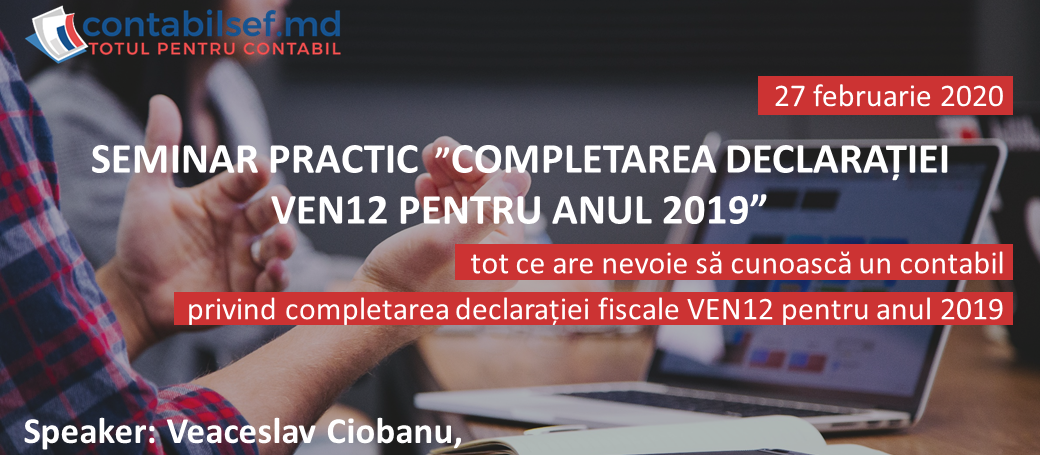 contabilsef.md
TOTUL PENTRU CONTABIL
27 februarie 2020
SEMINAR PRACTIC ”COMPLETAREA DECLARAȚIEI
VEN12 PENTRU ANUL 2019”
tot ce are nevoie să cunoască un contabil
privind completarea declarației fiscale VEN12 pentru anul 2019
Speaker: Veaceslav Ciobanu,